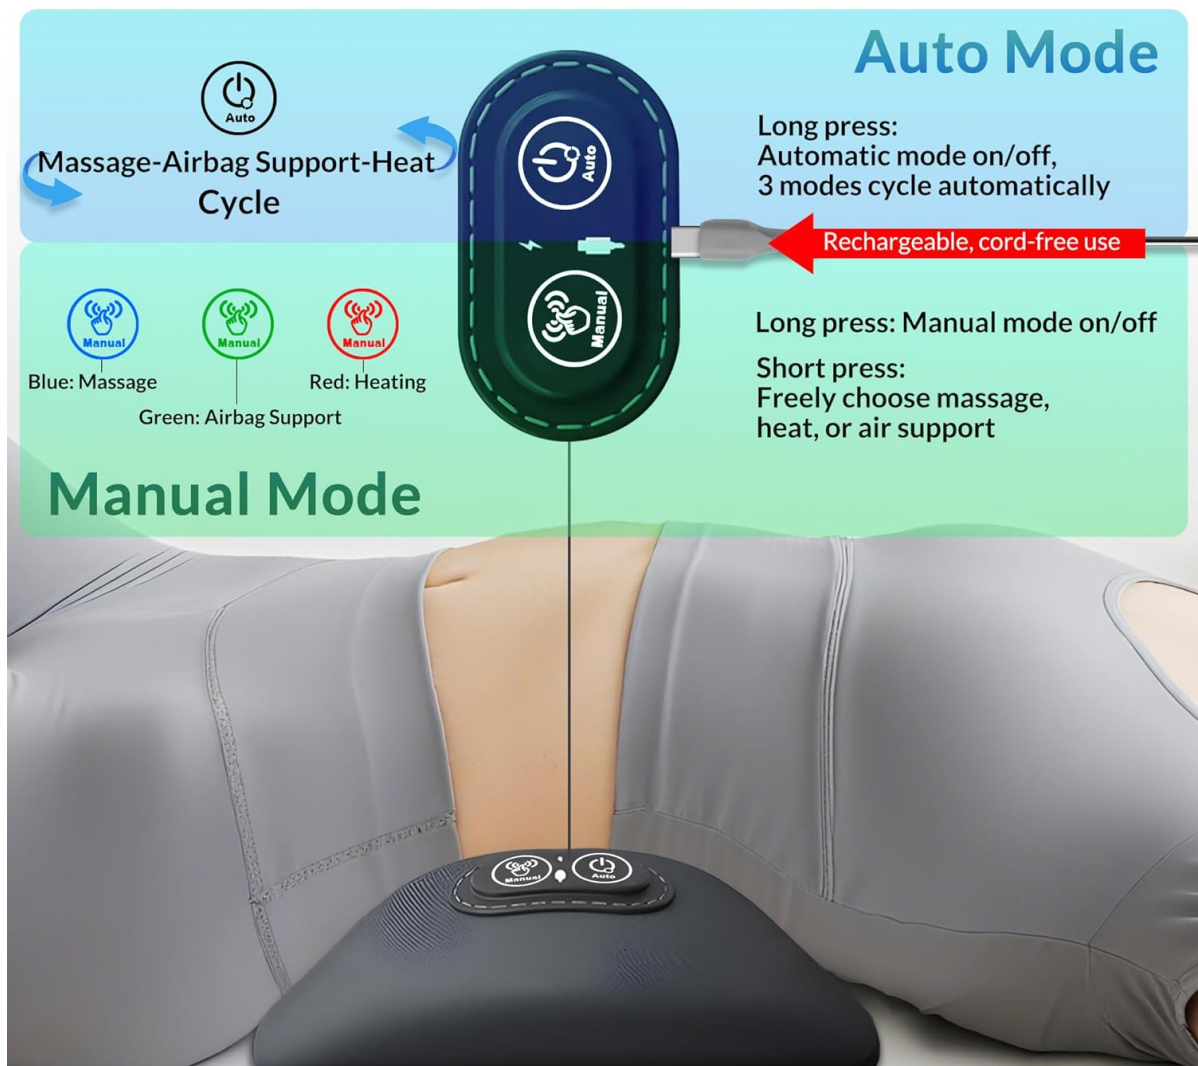 Auto Mode
Auto
Massage-Airbag Support-Heat
Cycle
Auto
Long press:
Automatic mode on/off,
3 modes cycle automatically
Rechargeable, cord-free use
Manual
Manual
Manual
Manual
Blue: Massage
Red: Heating
Green: Airbag Support
Long press: Manual mode on/off
Short press:
Freely choose massage,
heat, or air support
Manual Mode
Manual
Auto